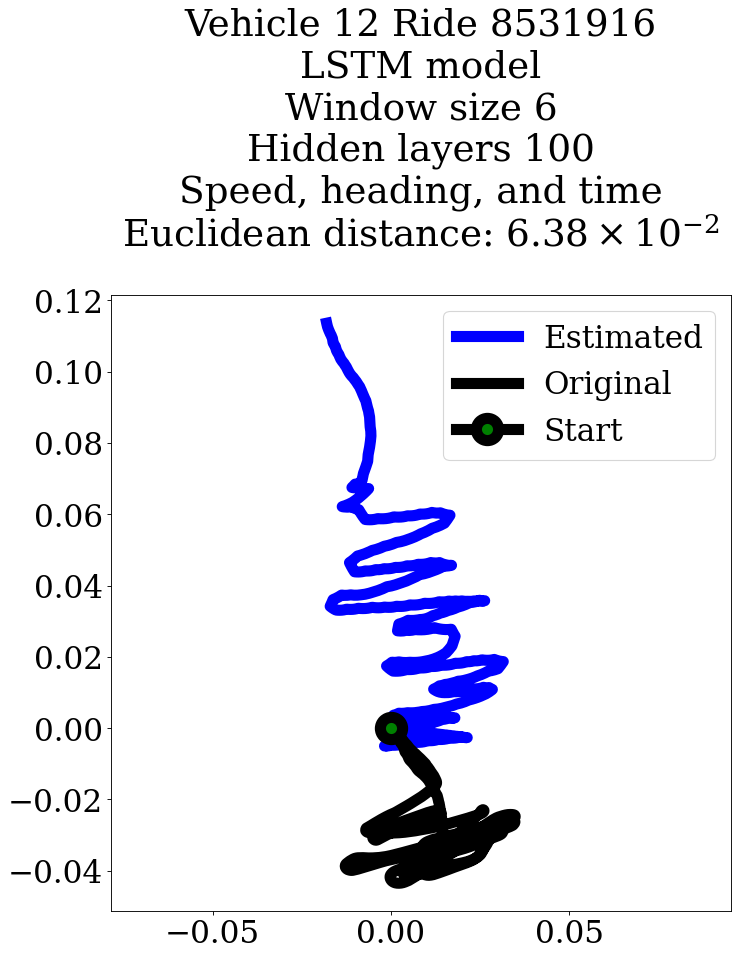 Vehicle 12 Ride 8531916
LSTM model
Window size 6
Hidden layers 100
Speed, heading, and time
Euclidean distance: 6.38 × 10⁻²
0.12
0.10
0.08
0.06
0.04
0.02
0.00
−0.02
−0.04
Estimated
Original
Start
−0.05 0.00 0.05